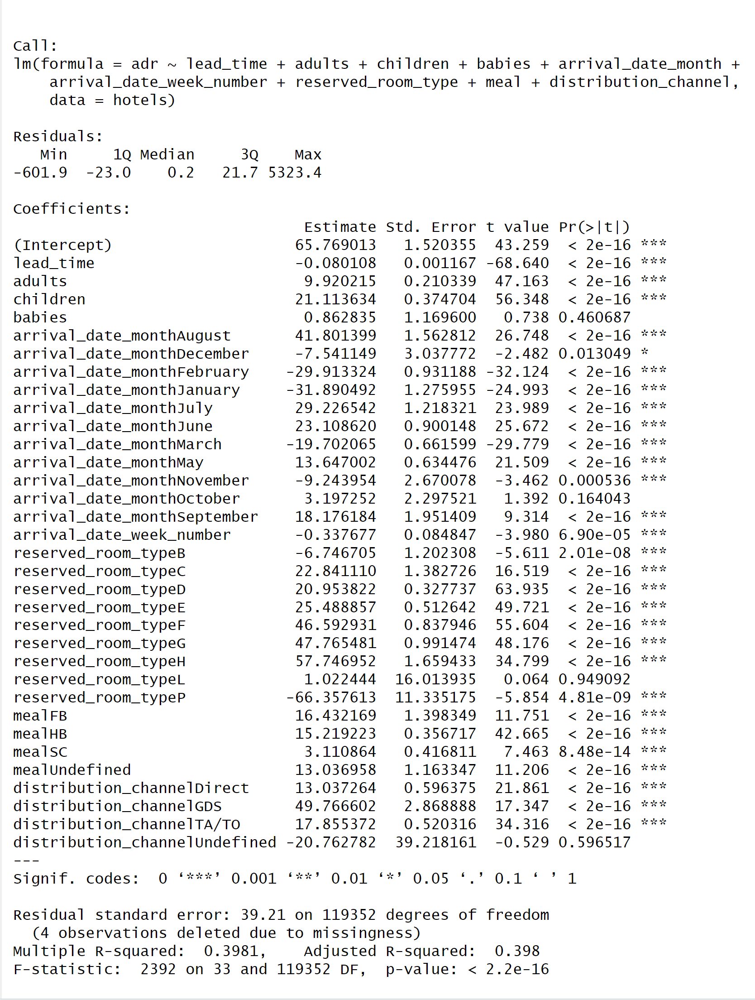 Call:
lm(formula = adr ~ lead_time + adults + children + babies + arrival_date_month +
    arrival_date_week_number + reserved_room_type + meal + distribution_channel,
    data = hotels)
Residuals:
   Min     1Q Median     3Q    Max
-601.9  -23.0    0.2   21.7 5323.4
Coefficients:
                                Estimate Std. Error t value Pr(>|t|)
(Intercept)                    65.769013   1.520355  43.259  < 2e-16 ***
lead_time                      -0.080108   0.001167 -68.640  < 2e-16 ***
adults                          9.920215   0.210339  47.163  < 2e-16 ***
children                       21.113634   0.374704  56.348  < 2e-16 ***
babies                          0.862835   1.169600   0.738 0.460687
arrival_date_monthAugust       41.801399   1.562812  26.748  < 2e-16 ***
arrival_date_monthDecember     -7.541149   3.037772  -2.482 0.013049 *
arrival_date_monthFebruary    -29.913324   0.931188 -32.124  < 2e-16 ***
arrival_date_monthJanuary     -31.890492   1.275955 -24.993  < 2e-16 ***
arrival_date_monthJuly         29.226542   1.218321  23.989  < 2e-16 ***
arrival_date_monthJune         23.108620   0.900148  25.672  < 2e-16 ***
arrival_date_monthMarch       -19.702065   0.661599 -29.779  < 2e-16 ***
arrival_date_monthMay          13.647002   0.634476  21.509  < 2e-16 ***
arrival_date_monthNovember     -9.243954   2.670078  -3.462 0.000536 ***
arrival_date_monthOctober       3.197252   2.297521   1.392 0.164043
arrival_date_monthSeptember    18.176184   1.951409   9.314  < 2e-16 ***
arrival_date_week_number       -0.337677   0.084847  -3.980 6.90e-05 ***
reserved_room_typeB            -6.746705   1.202308  -5.611 2.01e-08 ***
reserved_room_typeC            22.841110   1.382726  16.519  < 2e-16 ***
reserved_room_typeD            20.953822   0.327737  63.935  < 2e-16 ***
reserved_room_typeE            25.488857   0.512642  49.721  < 2e-16 ***
reserved_room_typeF            46.592931   0.837946  55.604  < 2e-16 ***
reserved_room_typeG            47.765481   0.991474  48.176  < 2e-16 ***
reserved_room_typeH            57.746952   1.659433  34.799  < 2e-16 ***
reserved_room_typeL             1.022444  16.013935   0.064 0.949092
reserved_room_typeP           -66.357613  11.335175  -5.854 4.81e-09 ***
mealFB                         16.432169   1.398349  11.751  < 2e-16 ***
mealHB                         15.219223   0.356717  42.665  < 2e-16 ***
mealSC                          3.110864   0.416811   7.463 8.48e-14 ***
mealUndefined                  13.036958   1.163347  11.206  < 2e-16 ***
distribution_channelDirect     13.037264   0.596375  21.861  < 2e-16 ***
distribution_channelGDS        49.766602   2.868888  17.347  < 2e-16 ***
distribution_channelTA/TO      17.855372   0.520316  34.316  < 2e-16 ***
distribution_channelUndefined -20.762782  39.218161  -0.529 0.596517
---
Signif. codes:  0 ‘***’ 0.001 ‘**’ 0.01 ‘*’ 0.05 ‘.’ 0.1 ‘ ’ 1
Residual standard error: 39.21 on 119352 degrees of freedom
  (4 observations deleted due to missingness)
Multiple R-squared:  0.3981,    Adjusted R-squared:  0.398
F-statistic:  2392 on 33 and 119352 DF,  p-value: < 2.2e-16